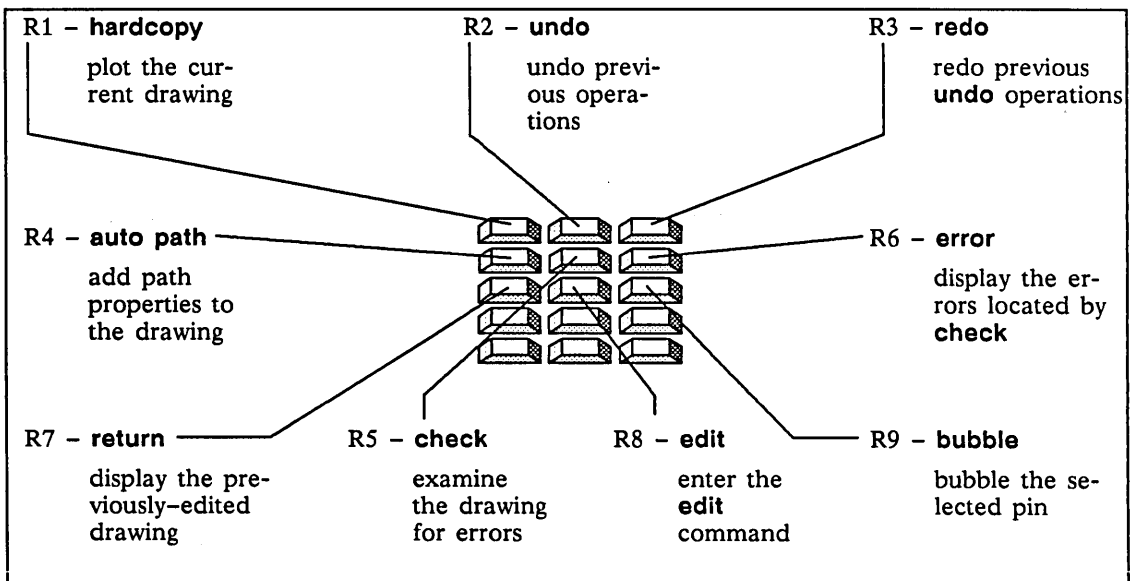 R1 – hardcopy
plot the cur-
rent drawing
R2 – undo
undo previ-
ous opera-
tions
R3 – redo
redo previous
undo operations
R4 – auto path
add path
properties to
the drawing
R6 – error
display the er-
rors located by
check
R7 – return
display the pre-
viously–edited
drawing
R5 – check
examine
the drawing
for errors
R8 – edit
enter the
edit
command
R9 – bubble
bubble the se-
lected pin